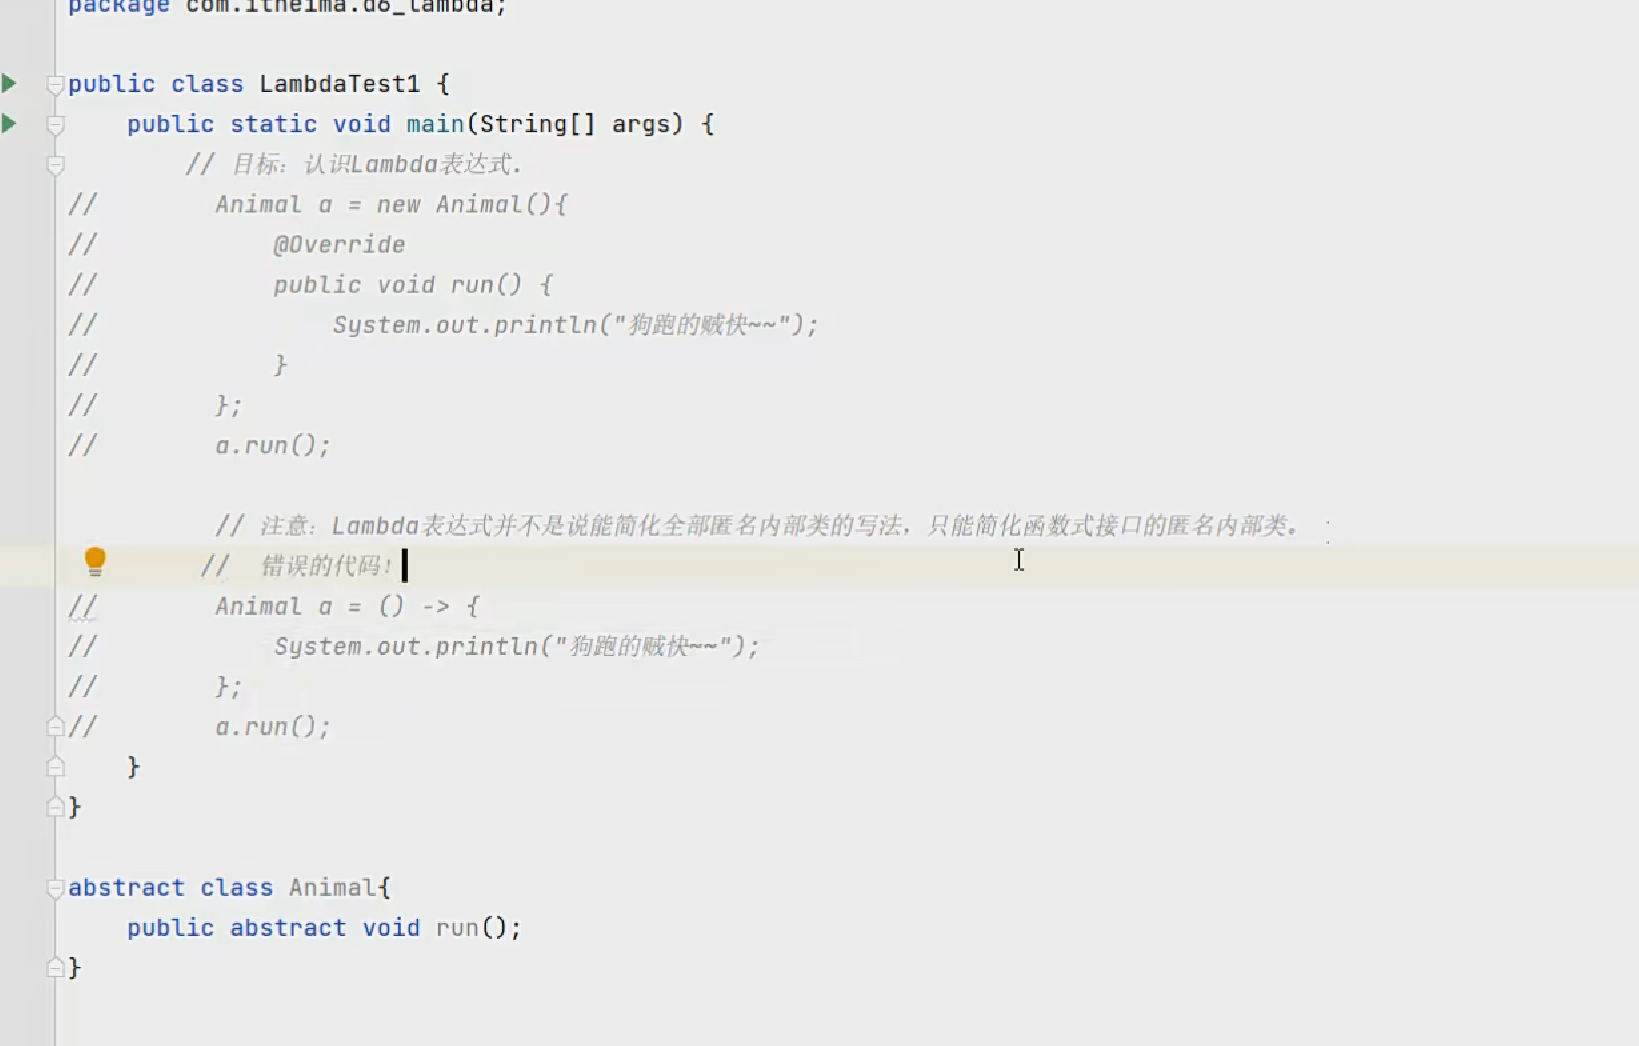 package com.itheima.d6_lambda;
public class LambdaTest1 {
public static void main(String[] args) {
// 目标：认识Lambda表达式.
// Animal a = new Animal(){
// @Override
// public void run() {
// System.out.println("狗跑的贼快~~");
// }
// };
// a.run();
// 注意：Lambda表达式并不是说能简化全部匿名内部类的写法，只能简化函数式接口的匿名内部类。
// 错误的代码!
// Animal a = () -> {
// System.out.println("狗跑的贼快~~");
// };
// a.run();
}
}
abstract class Animal{
public abstract void run();
}